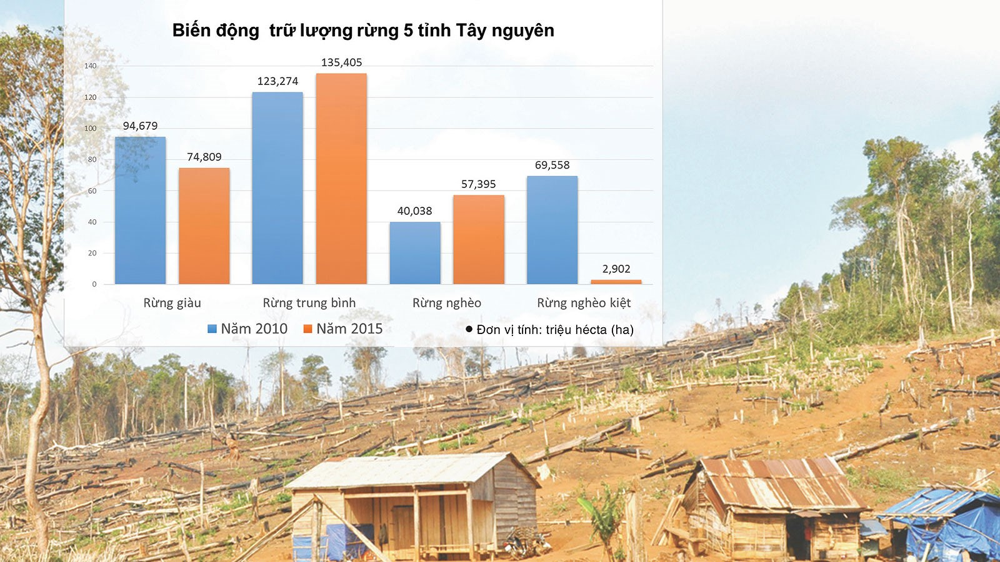 Biến động trữ lượng rừng 5 tỉnh Tây nguyên
140
120
100
80
60
40
20
0
94,679
74,809
123,274
135,405
40,038
57,395
69,558
2,902
Rừng giàu
Rừng trung bình
Rừng nghèo
Rừng nghèo kiệt
Năm 2010
Năm 2015
● Đơn vị tính: triệu hécta (ha)